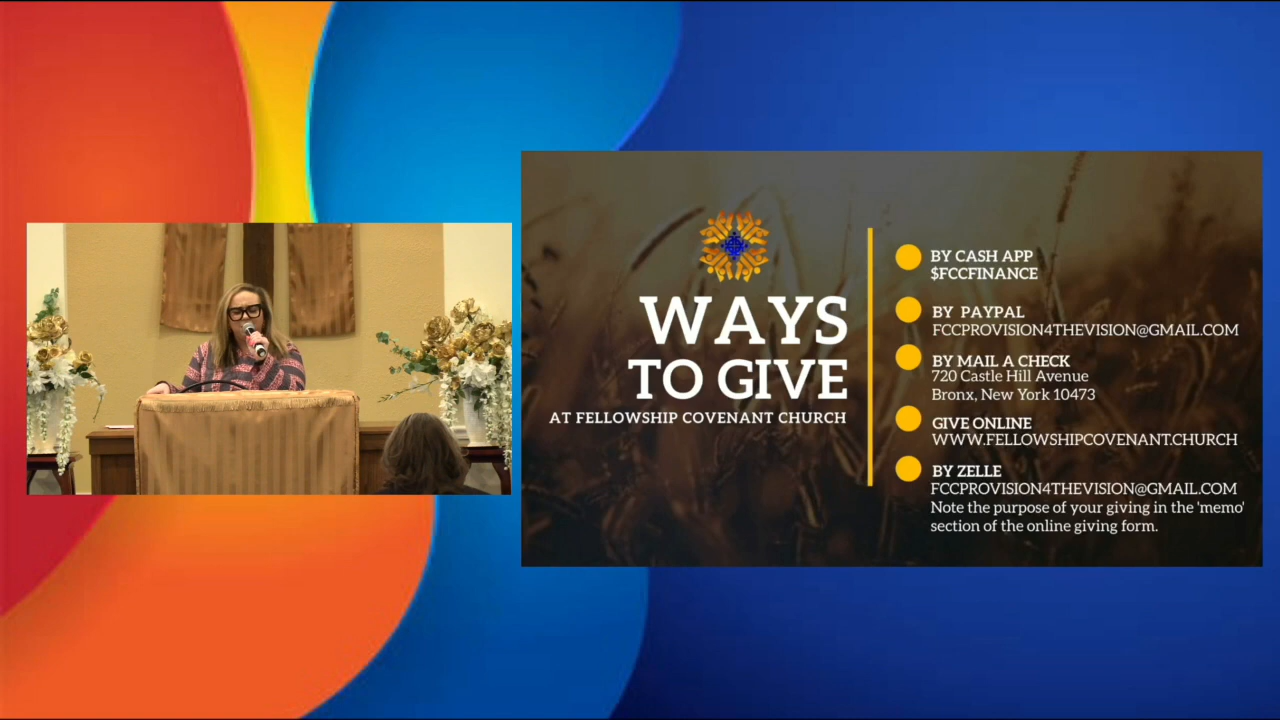 WAYS
TO GIVE
AT FELLOWSHIP COVENANT CHURCH
BY CASH APP
$FCCFINANCE
BY PAYPAL
FCCPROVISION4THEVISION@GMAIL.COM
BY MAIL A CHECK
720 Castle Hill Avenue
Bronx, New York 10473
GIVE ONLINE
WWW.FELLOWSHIPCOVENANT.CHURCH
BY ZELLE
FCCPROVISION4THEVISION@GMAIL.COM
Note the purpose of your giving in the 'memo'
section of the online giving form.